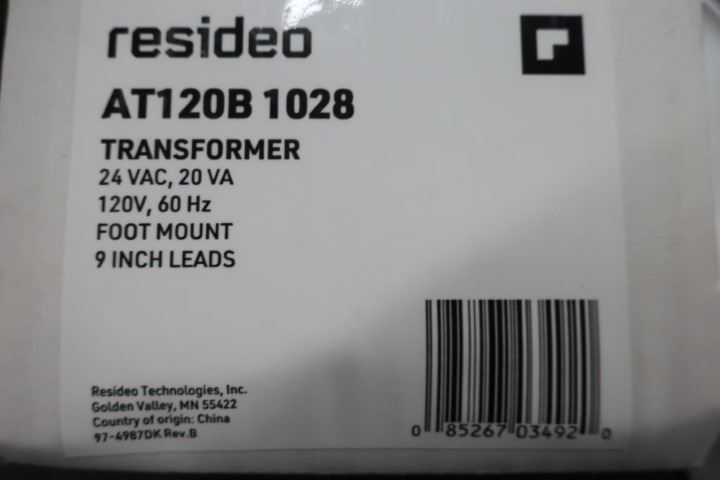 resideo
AT120B 1028
TRANSFORMER
24 VAC, 20 VA
120V, 60 Hz
FOOT MOUNT
9 INCH LEADS
Resideo Technologies, Inc.
Golden Valley, MN 55422
Country of origin: China
97-4987DK Rev.B
0 85267 03492 0